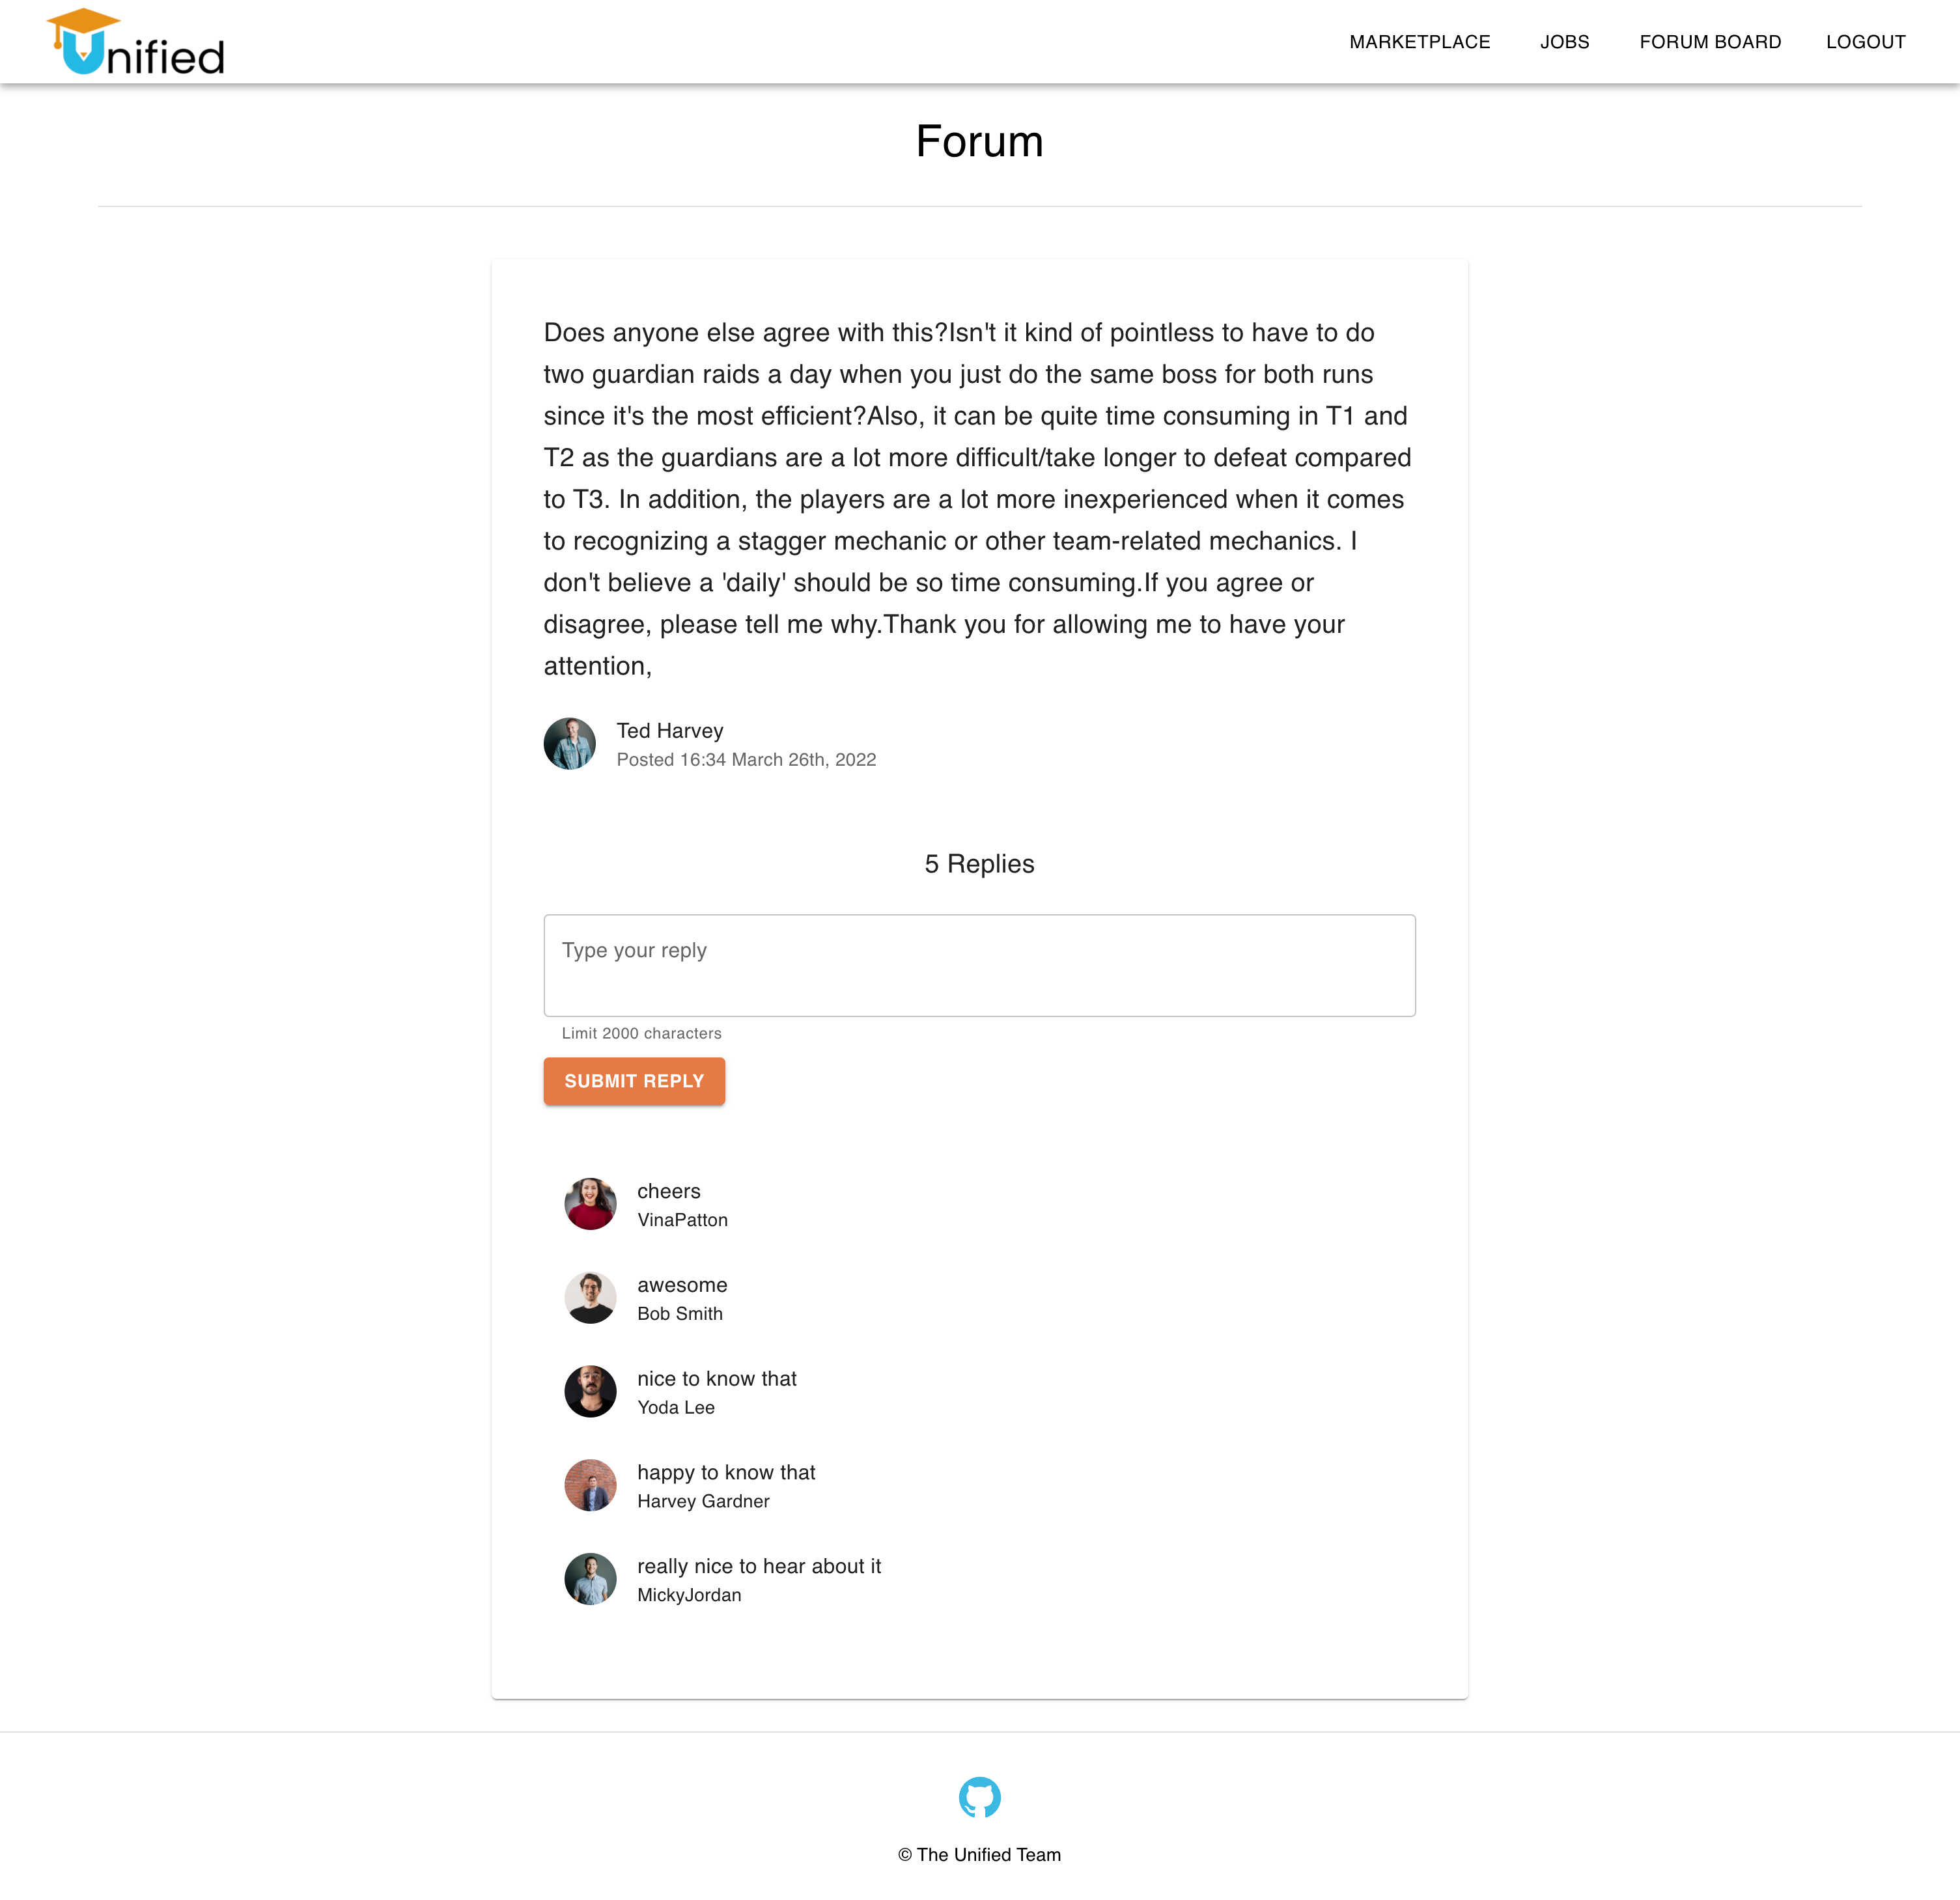 Unified
MARKETPLACE
JOBS
FORUM BOARD
LOGOUT
Forum
Does anyone else agree with this?Isn't it kind of pointless to have to do
two guardian raids a day when you just do the same boss for both runs
since it's the most efficient?Also, it can be quite time consuming in T1 and
T2 as the guardians are a lot more difficult/take longer to defeat compared
to T3. In addition, the players are a lot more inexperienced when it comes
to recognizing a stagger mechanic or other team-related mechanics. I
don't believe a 'daily' should be so time consuming.If you agree or
disagree, please tell me why.Thank you for allowing me to have your
attention,
Ted Harvey
Posted 16:34 March 26th, 2022
5 Replies
Type your reply
Limit 2000 characters
SUBMIT REPLY
cheers
VinaPatton
awesome
Bob Smith
nice to know that
Yoda Lee
happy to know that
Harvey Gardner
really nice to hear about it
MickyJordan
© The Unified Team